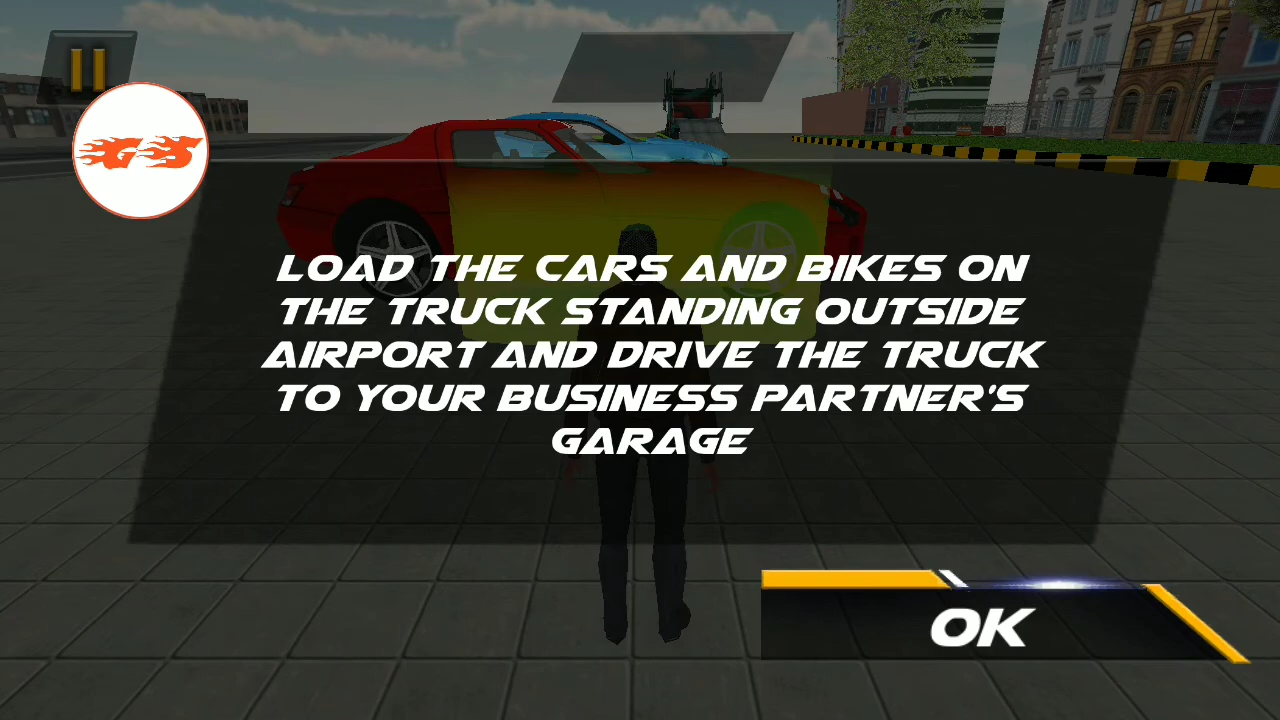 GS
LOAD THE CARS AND BIKES ON
THE TRUCK STANDING OUTSIDE
AIRPORT AND DRIVE THE TRUCK
TO YOUR BUSINESS PARTNER'S
GARAGE
OK